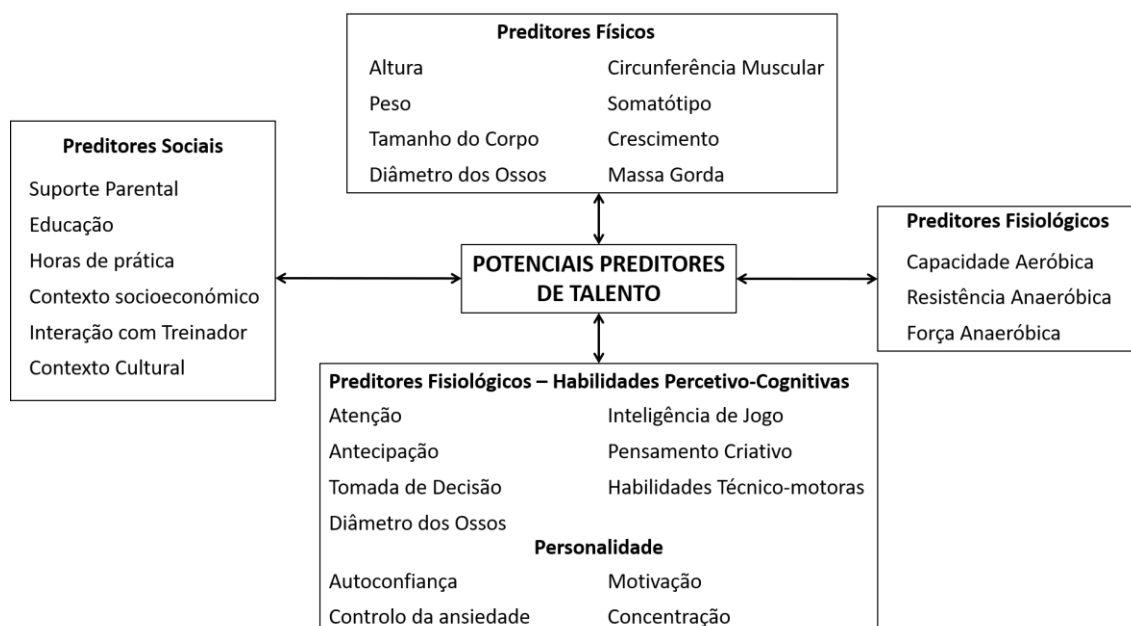 Preditores Físicos
Altura
Circunferência Muscular
Peso
Somatótipo
Tamanho do Corpo
Crescimento
Diâmetro dos Ossos
Massa Gorda
Preditores Sociais
Suporte Parental
Educação
Horas de prática
Contexto socioeconómico
Interação com Treinador
Contexto Cultural
POTENCIAIS PREDITORES
DE TALENTO
Preditores Fisiológicos
Capacidade Aeróbica
Resistência Anaeróbica
Força Anaeróbica
Preditores Fisiológicos – Habilidades Percetivo-Cognitivas
Atenção
Inteligência de Jogo
Antecipação
Pensamento Criativo
Tomada de Decisão
Habilidades Técnico-motoras
Diâmetro dos Ossos
Personalidade
Autoconfiança
Motivação
Controlo da ansiedade
Concentração